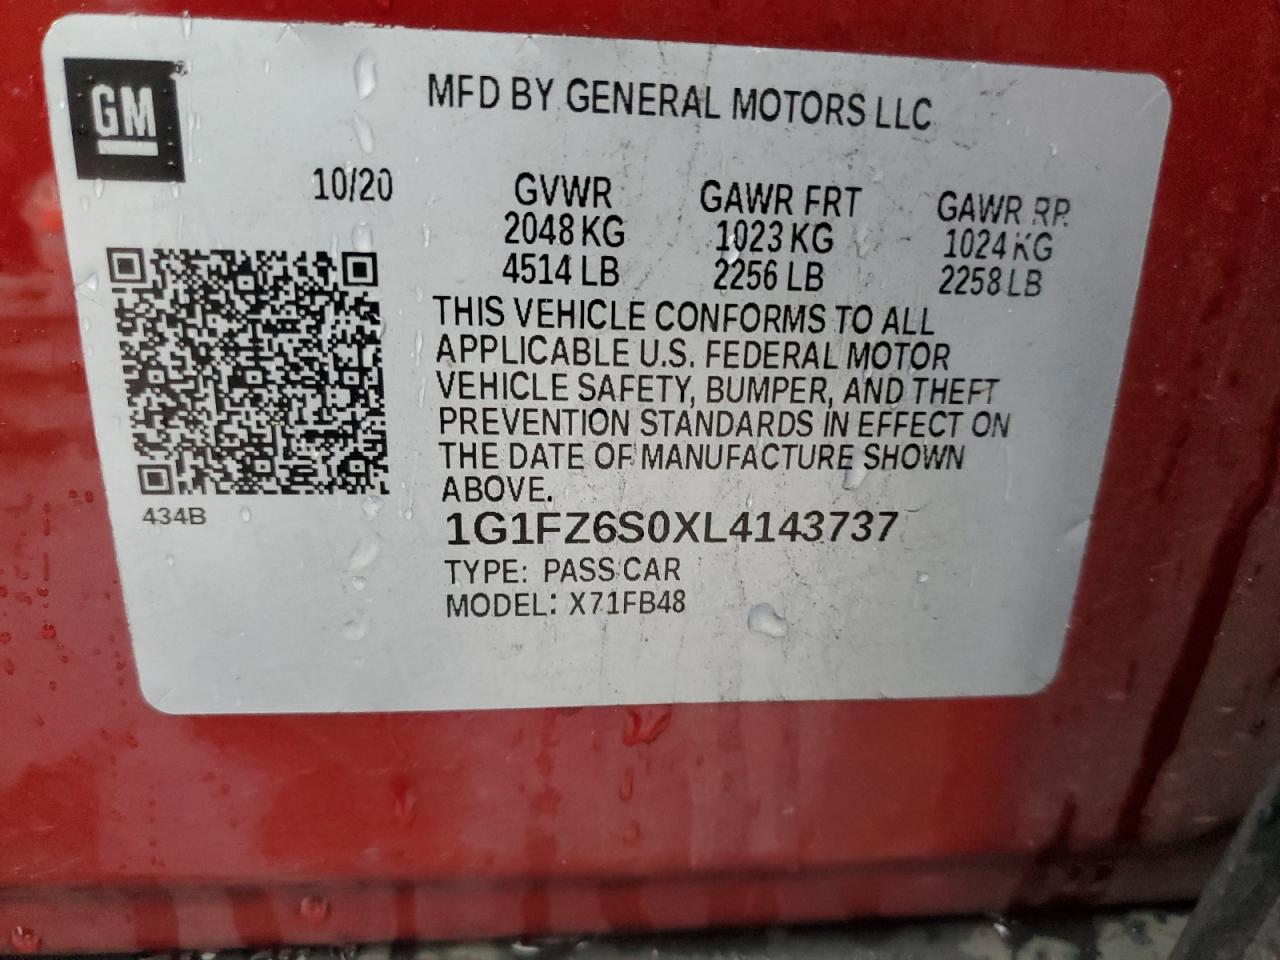 GM
MFD BY GENERAL MOTORS LLC
10/20
GVWR GAWR FRT GAWR RR
2048 KG 1023 KG 1024 KG
4514 LB 2256 LB 2258 LB
THIS VEHICLE CONFORMS TO ALL
APPLICABLE U.S. FEDERAL MOTOR
VEHICLE SAFETY, BUMPER, AND THEFT
PREVENTION STANDARDS IN EFFECT ON
THE DATE OF MANUFACTURE SHOWN
ABOVE.
434B
1G1FZ6S0XL4143737
TYPE: PASS CAR
MODEL: X71FB48